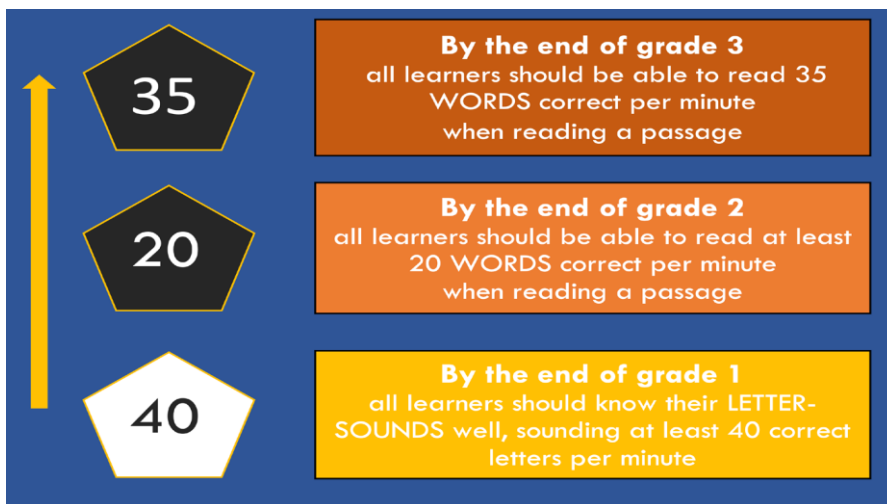 35
By the end of grade 3
all learners should be able to read 35
WORDS correct per minute
when reading a passage
20
By the end of grade 2
all learners should be able to read at least
20 WORDS correct per minute
when reading a passage
40
By the end of grade 1
all learners should know their LETTER-
SOUNDS well, sounding at least 40 correct
letters per minute